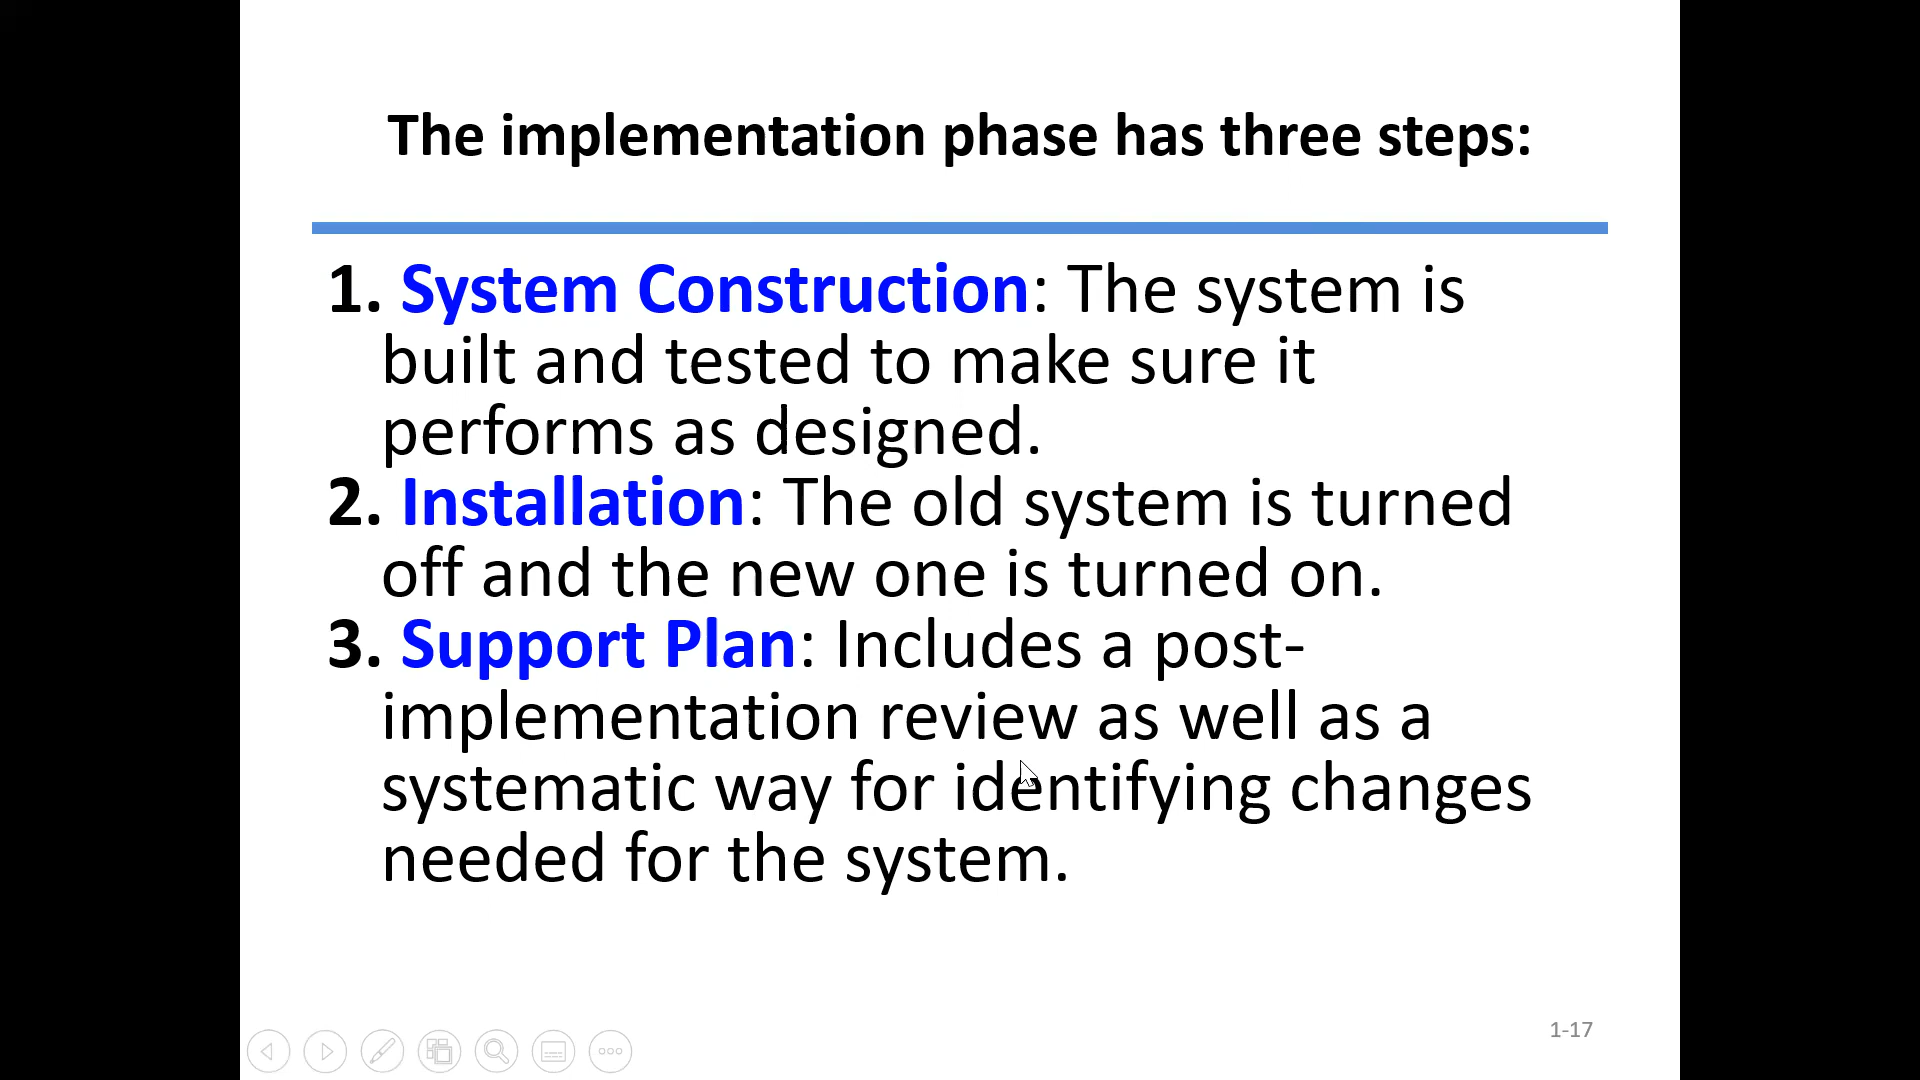 The implementation phase has three steps:
1. System Construction: The system is
built and tested to make sure it
performs as designed.
2. Installation: The old system is turned
off and the new one is turned on.
3. Support Plan: Includes a post-
implementation review as well as a
systematic way for identifying changes
needed for the system.
1-17